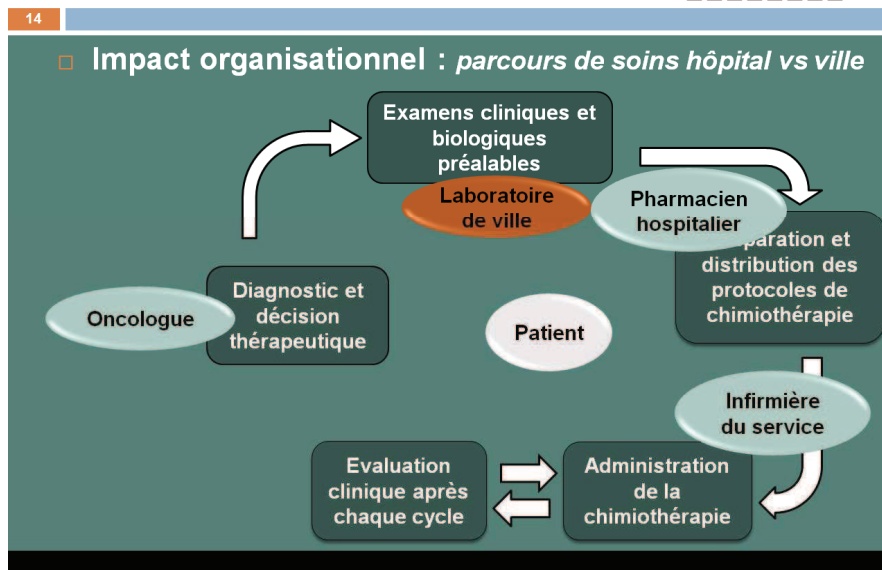 14
Impact organisationnel : parcours de soins hôpital vs ville
Examens cliniques et
biologiques
préalables
Laboratoire
de ville
Pharmacien
hospitalier
et
distribution des
protocoles de
chimiothérapie
Oncologue
Diagnostic et
décision
thérapeutique
Patient
Infirmière
du service
Evaluation
clinique après
chaque cycle
Administration
de la
chimiothérapie